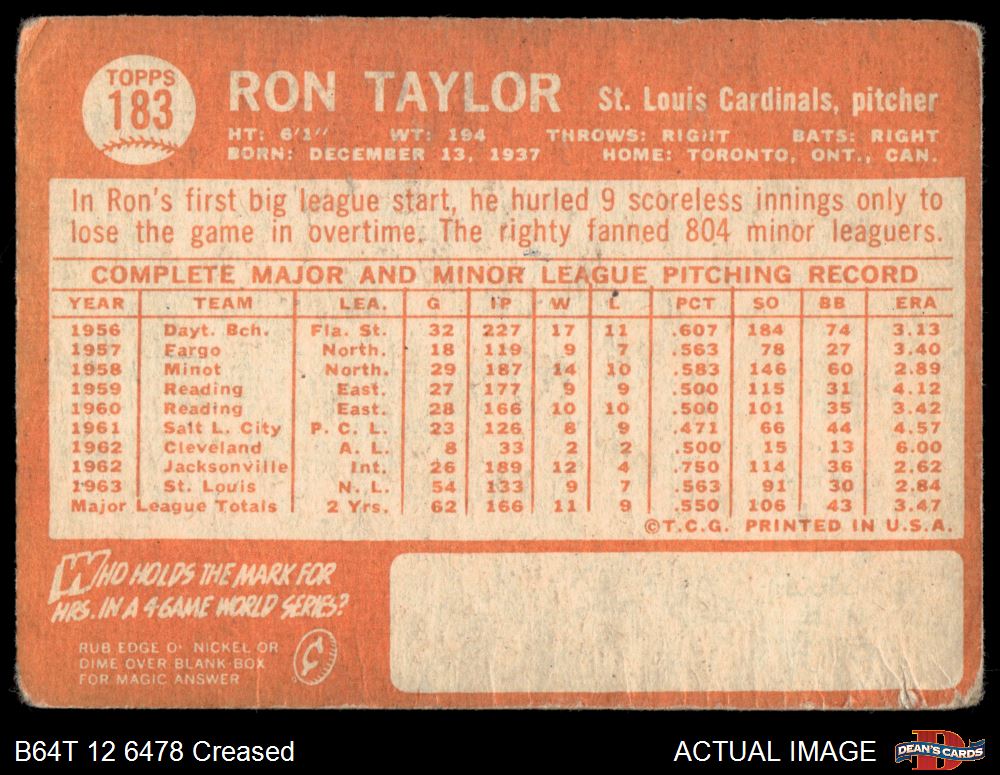 TOPPS
183
RON TAYLOR St. Louis Cardinals, pitcher
HT: 6'1" WT: 194 THROWS: RIGHT BATS: RIGHT
BORN: DECEMBER 13, 1937 HOME: TORONTO, ONT., CAN.
In Ron's first big league start, he hurled 9 scoreless innings only to
lose the game in overtime. The righty fanned 804 minor leaguers.
COMPLETE MAJOR AND MINOR LEAGUE PITCHING RECORD
YEAR TEAM LEA. G IP W L PCT SO BB ERA
1956 Dayt. Bch. Fla. St. 32 227 17 11 .607 184 74 3.13
1957 Fargo North. 18 119 9 7 .563 78 27 3.40
1958 Minot North. 29 187 14 10 .583 146 60 2.89
1959 Reading East. 27 177 9 9 .500 115 31 4.12
1960 Reading East. 28 166 10 10 .500 101 35 3.42
1961 Salt L. City P. C. L. 23 126 8 9 .471 66 44 4.57
1962 Cleveland A. L. 8 33 2 2 .500 15 13 6.00
1962 Jacksonville Int. 26 189 12 4 .750 114 36 2.62
1963 St. Louis N. L. 54 133 9 7 .563 91 30 2.84
Major League Totals 2 Yrs. 62 166 11 9 .550 106 43 3.47
©T.C.G. PRINTED IN U.S.A.
WHO HOLDS THE MARK FOR
HRS. IN A 4-GAME WORLD SERIES?
RUB EDGE OF NICKEL OR
DIME OVER BLANK-BOX
FOR MAGIC ANSWER
B64T 12 6478 Creased ACTUAL IMAGE DEAN'S CARDS